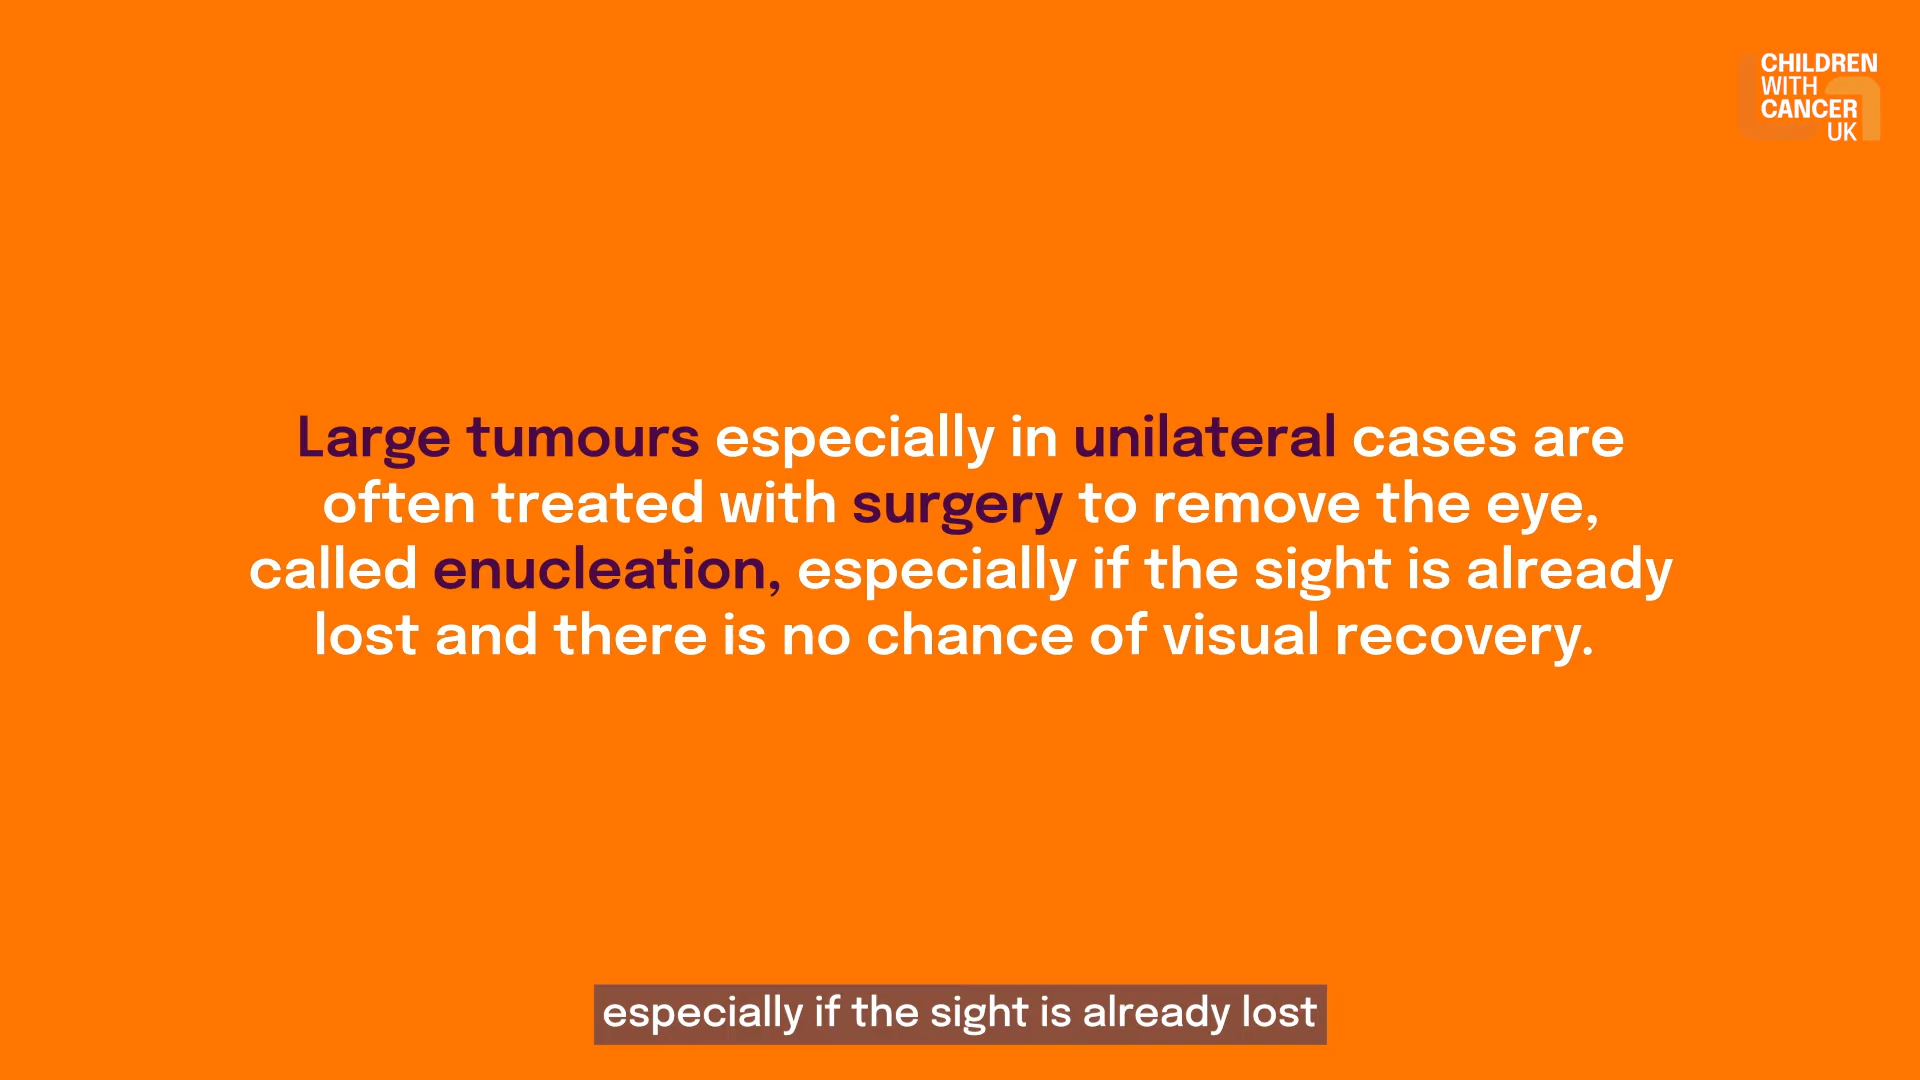 CHILDREN
WITH
CANCER
UK
Large tumours especially in unilateral cases are
often treated with surgery to remove the eye,
called enucleation, especially if the sight is already
lost and there is no chance of visual recovery.
especially if the sight is already lost